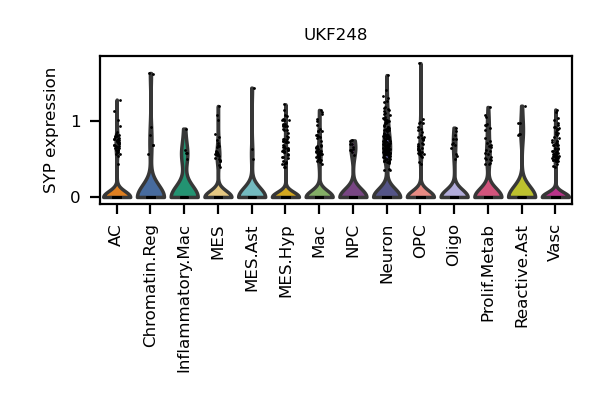 UKF248
SYP expression
1
0
AC
Chromatin.Reg
Inflammatory.Mac
MES
MES.Ast
MES.Hyp
Mac
NPC
Neuron
OPC
Oligo
Prolif.Metab
Reactive.Ast
Vasc